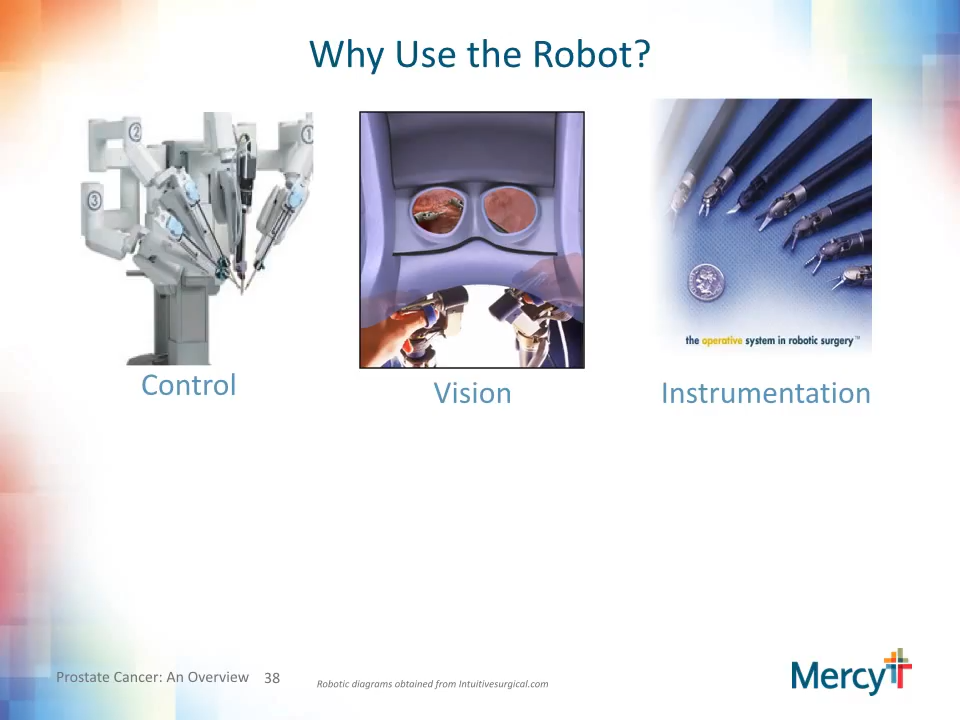 Why Use the Robot?
2
1
3
the operative system in robotic surgery™
Control
Vision
Instrumentation
Prostate Cancer: An Overview 38
Robotic diagrams obtained from Intuitivesurgical.com
Mercy